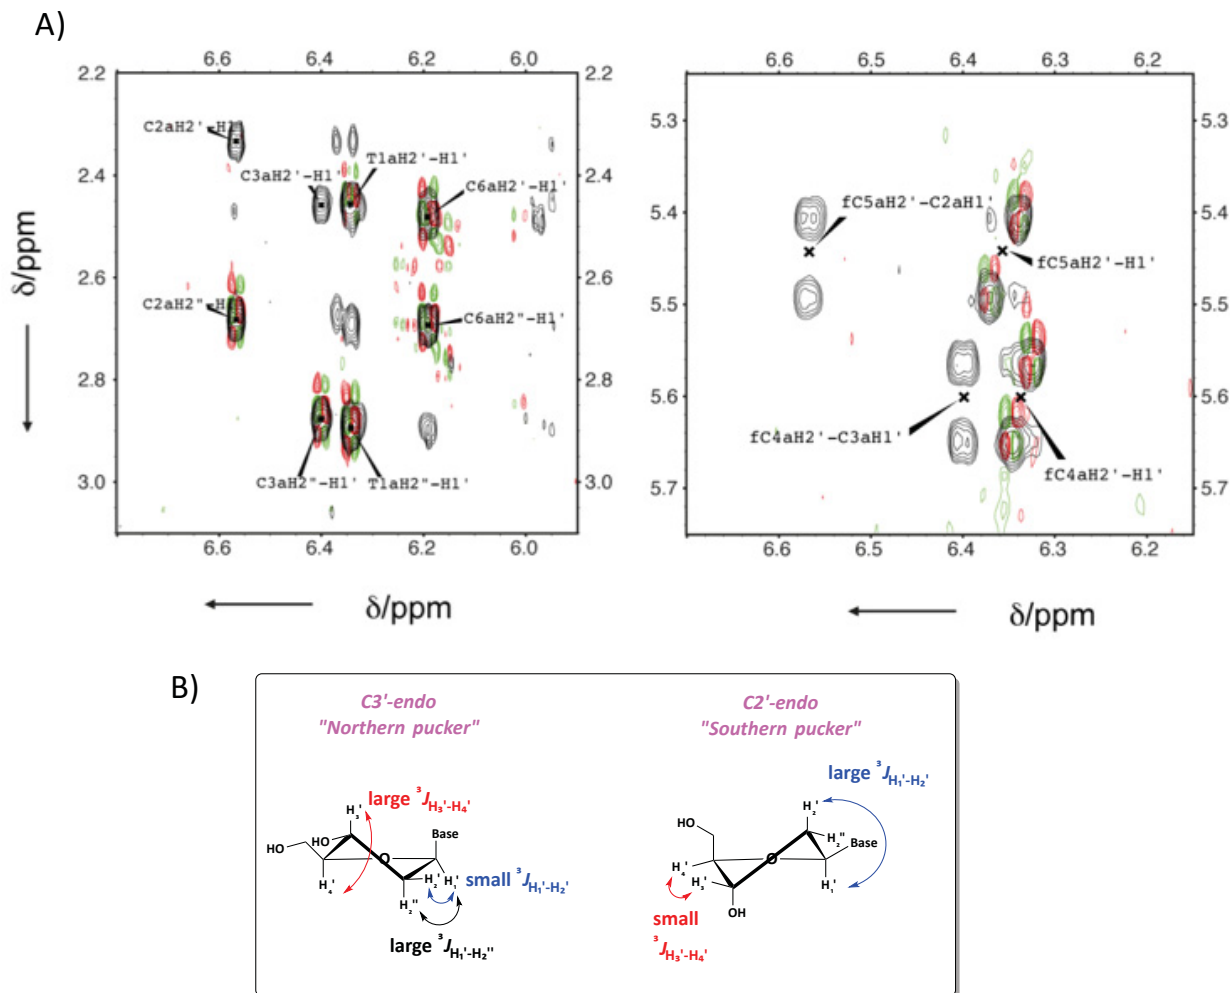 A)
6.6 6.4 6.2 6.0
2.2 2.2
C2aH2'-H1'
T1aH2'-H1'
C3aH2'-H1'
C6aH2'-H1'
2.4 2.4
2.6 2.6
C2aH2"-H
C6aH2"-H1'
2.8 2.8
C3aH2"-H1' T1aH2"-H1'
3.0 3.0
6.6 6.4 6.2 6.0
δ/ppm
δ/ppm
6.6 6.5 6.4 6.3 6.2
5.3 5.3
fC5aH2'-C2aH1'
5.4 5.4
fC5aH2'-H1'
5.5 5.5
5.6 5.6
fC4aH2'-C3aH1'
fC4aH2'-H1'
5.7 5.7
6.6 6.5 6.4 6.3 6.2
δ/ppm
B)
C3'-endo
"Northern pucker"
large ³JH3'-H4'
H3'
HO
HO
O
Base
H4'
H2' H1'
small ³JH1'-H2'
H2''
large ³JH1'-H2''
C2'-endo
"Southern pucker"
large ³JH1'-H2'
H2'
HO
H2''
O
Base
H4'
H3'
H1'
OH
small
³JH3'-H4'